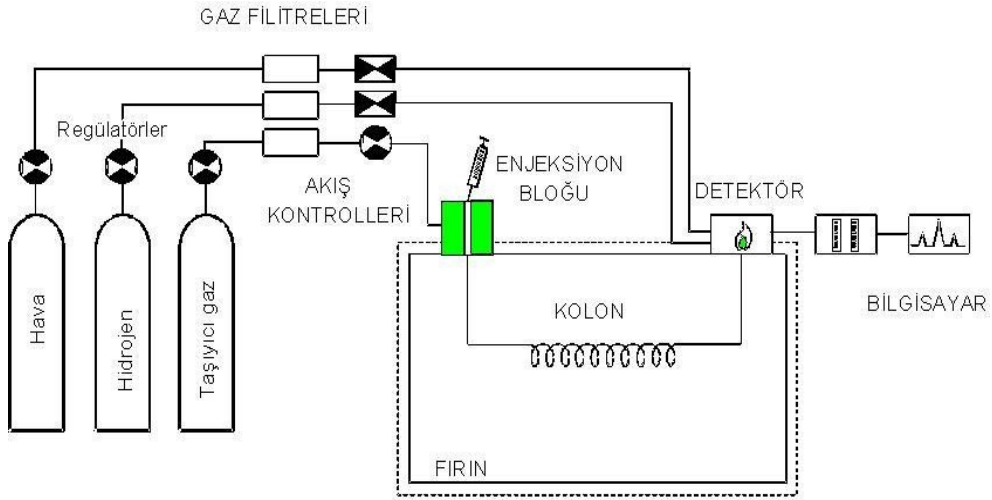 GAZ FİLİTRELERİ
Regülatörler
AKIŞ
KONTROLLERİ
ENJEKSİYON
BLOĞU
DETEKTÖR
BİLGİSAYAR
KOLON
Hava
Hidrojen
Taşıyıcı gaz
FIRIN